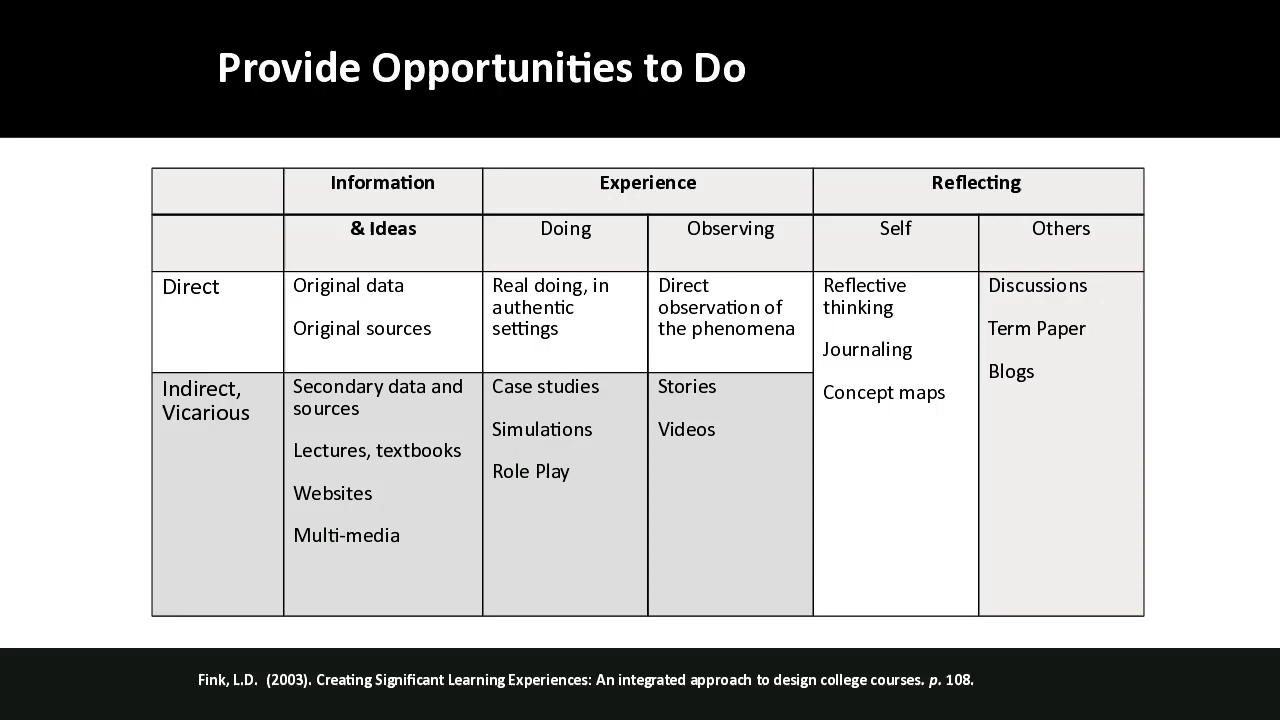 Provide Opportunities to Do
Information
Experience
Reflecting
& Ideas
Doing
Observing
Self
Others
Direct
Original data
Original sources
Real doing, in
authentic
settings
Direct
observation of
the phenomena
Reflective
thinking
Journaling
Concept maps
Discussions
Term Paper
Blogs
Indirect,
Vicarious
Secondary data and
sources
Lectures, textbooks
Websites
Multi-media
Case studies
Simulations
Role Play
Stories
Videos
Fink, L.D.  (2003). Creating Significant Learning Experiences: An integrated approach to design college courses. p. 108.